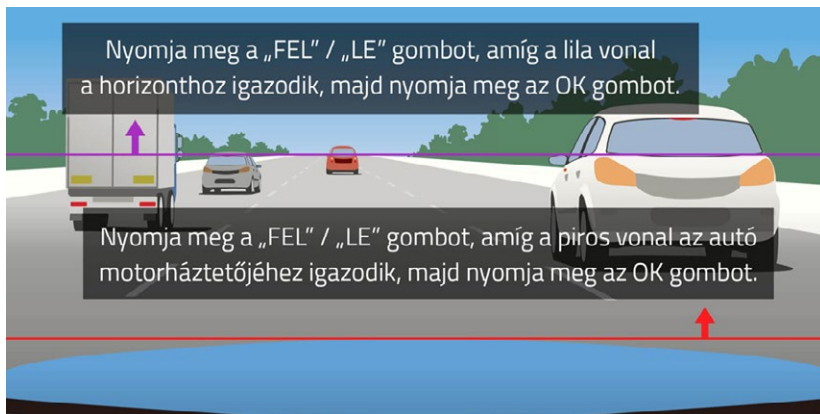 Nyomja meg a „FEL” / „LE” gombot, amíg a lila vonal
a horizonthoz igazodik, majd nyomja meg az OK gombot.
Nyomja meg a „FEL” / „LE” gombot, amíg a piros vonal az autó
motorháztetőjéhez igazodik, majd nyomja meg az OK gombot.